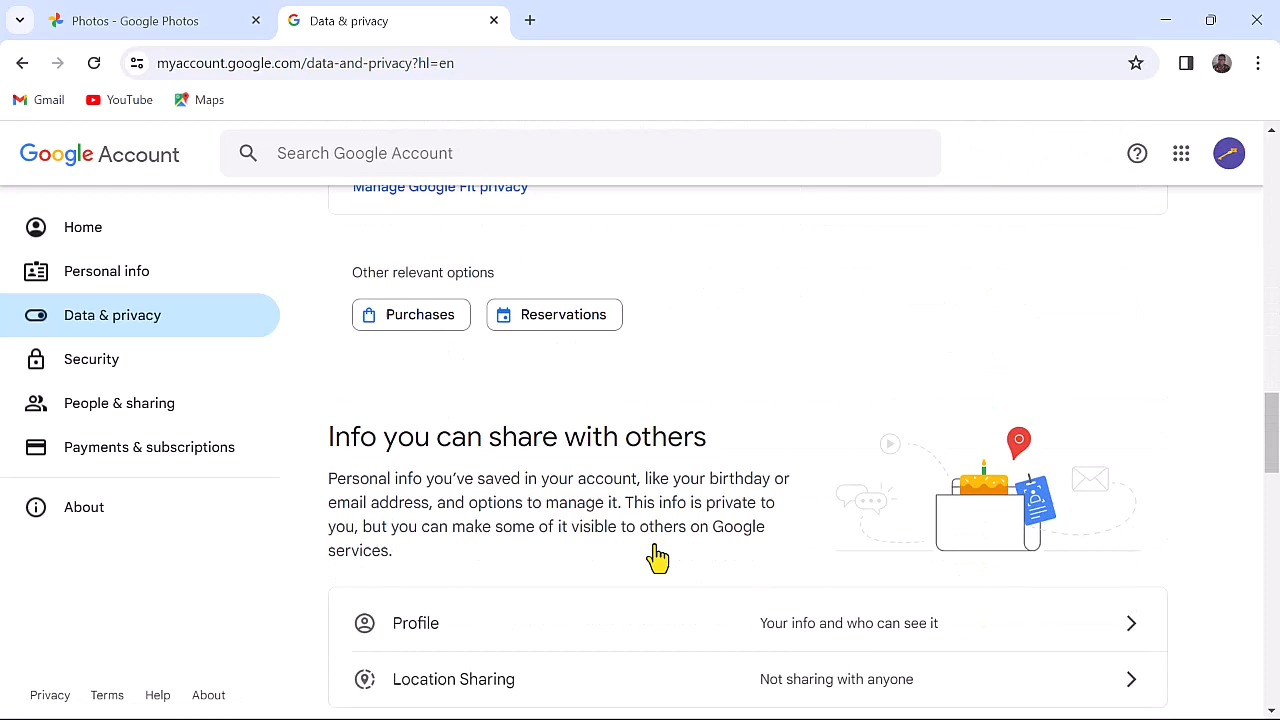 Photos - Google Photos
Data & privacy
myaccount.google.com/data-and-privacy?hl=en
Gmail
YouTube
Maps
Google Account
Search Google Account
Manage Google Fit privacy
Home
Personal info
Data & privacy
Security
People & sharing
Payments & subscriptions
About
Other relevant options
Purchases
Reservations
Info you can share with others
Personal info you've saved in your account, like your birthday or
email address, and options to manage it. This info is private to
you, but you can make some of it visible to others on Google
services.
Profile
Your info and who can see it
Location Sharing
Not sharing with anyone
Privacy
Terms
Help
About